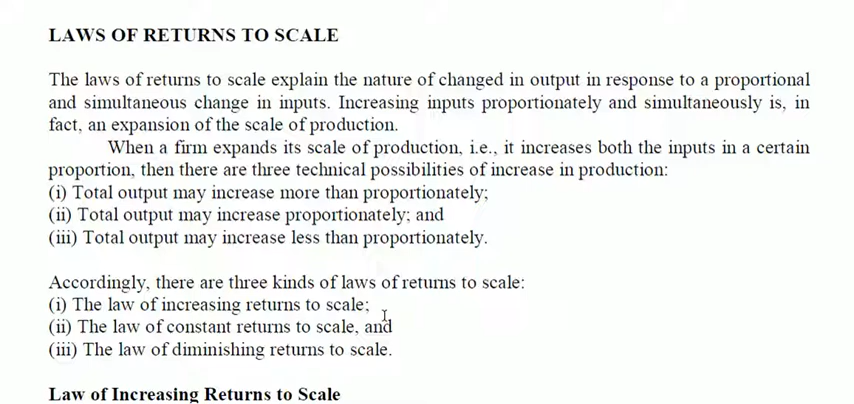 LAWS OF RETURNS TO SCALE
The laws of returns to scale explain the nature of changed in output in response to a proportional
and simultaneous change in inputs. Increasing inputs proportionately and simultaneously is, in
fact, an expansion of the scale of production.
When a firm expands its scale of production, i.e., it increases both the inputs in a certain
proportion, then there are three technical possibilities of increase in production:
(i) Total output may increase more than proportionately;
(ii) Total output may increase proportionately; and
(iii) Total output may increase less than proportionately.
Accordingly, there are three kinds of laws of returns to scale:
(i) The law of increasing returns to scale;
(ii) The law of constant returns to scale, and
(iii) The law of diminishing returns to scale.
Law of Increasing Returns to Scale